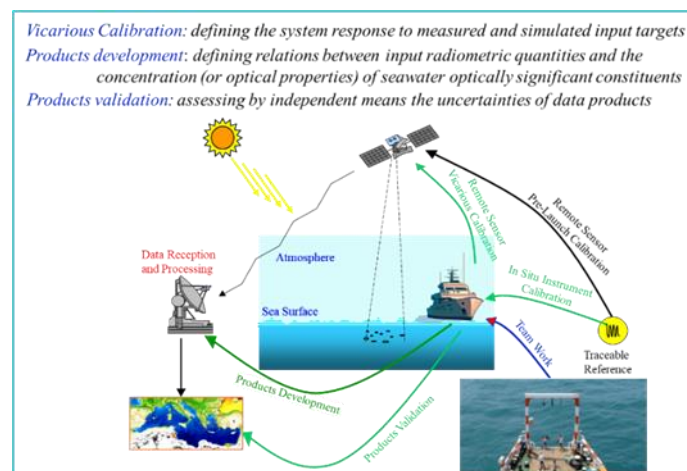 Vicarious Calibration: defining the system response to measured and simulated input targets
Products development: defining relations between input radiometric quantities and the
concentration (or optical properties) of seawater optically significant constituents
Products validation: assessing by independent means the uncertainties of data products
Remote Sensor
Vicarious Calibration
Remote Sensor
Pre-Launch Calibration
Data Reception
and Processing
Atmosphere
In Situ Instrument
Calibration
Sea Surface
Team Work
Traceable
Reference
Products Development
Products Validation